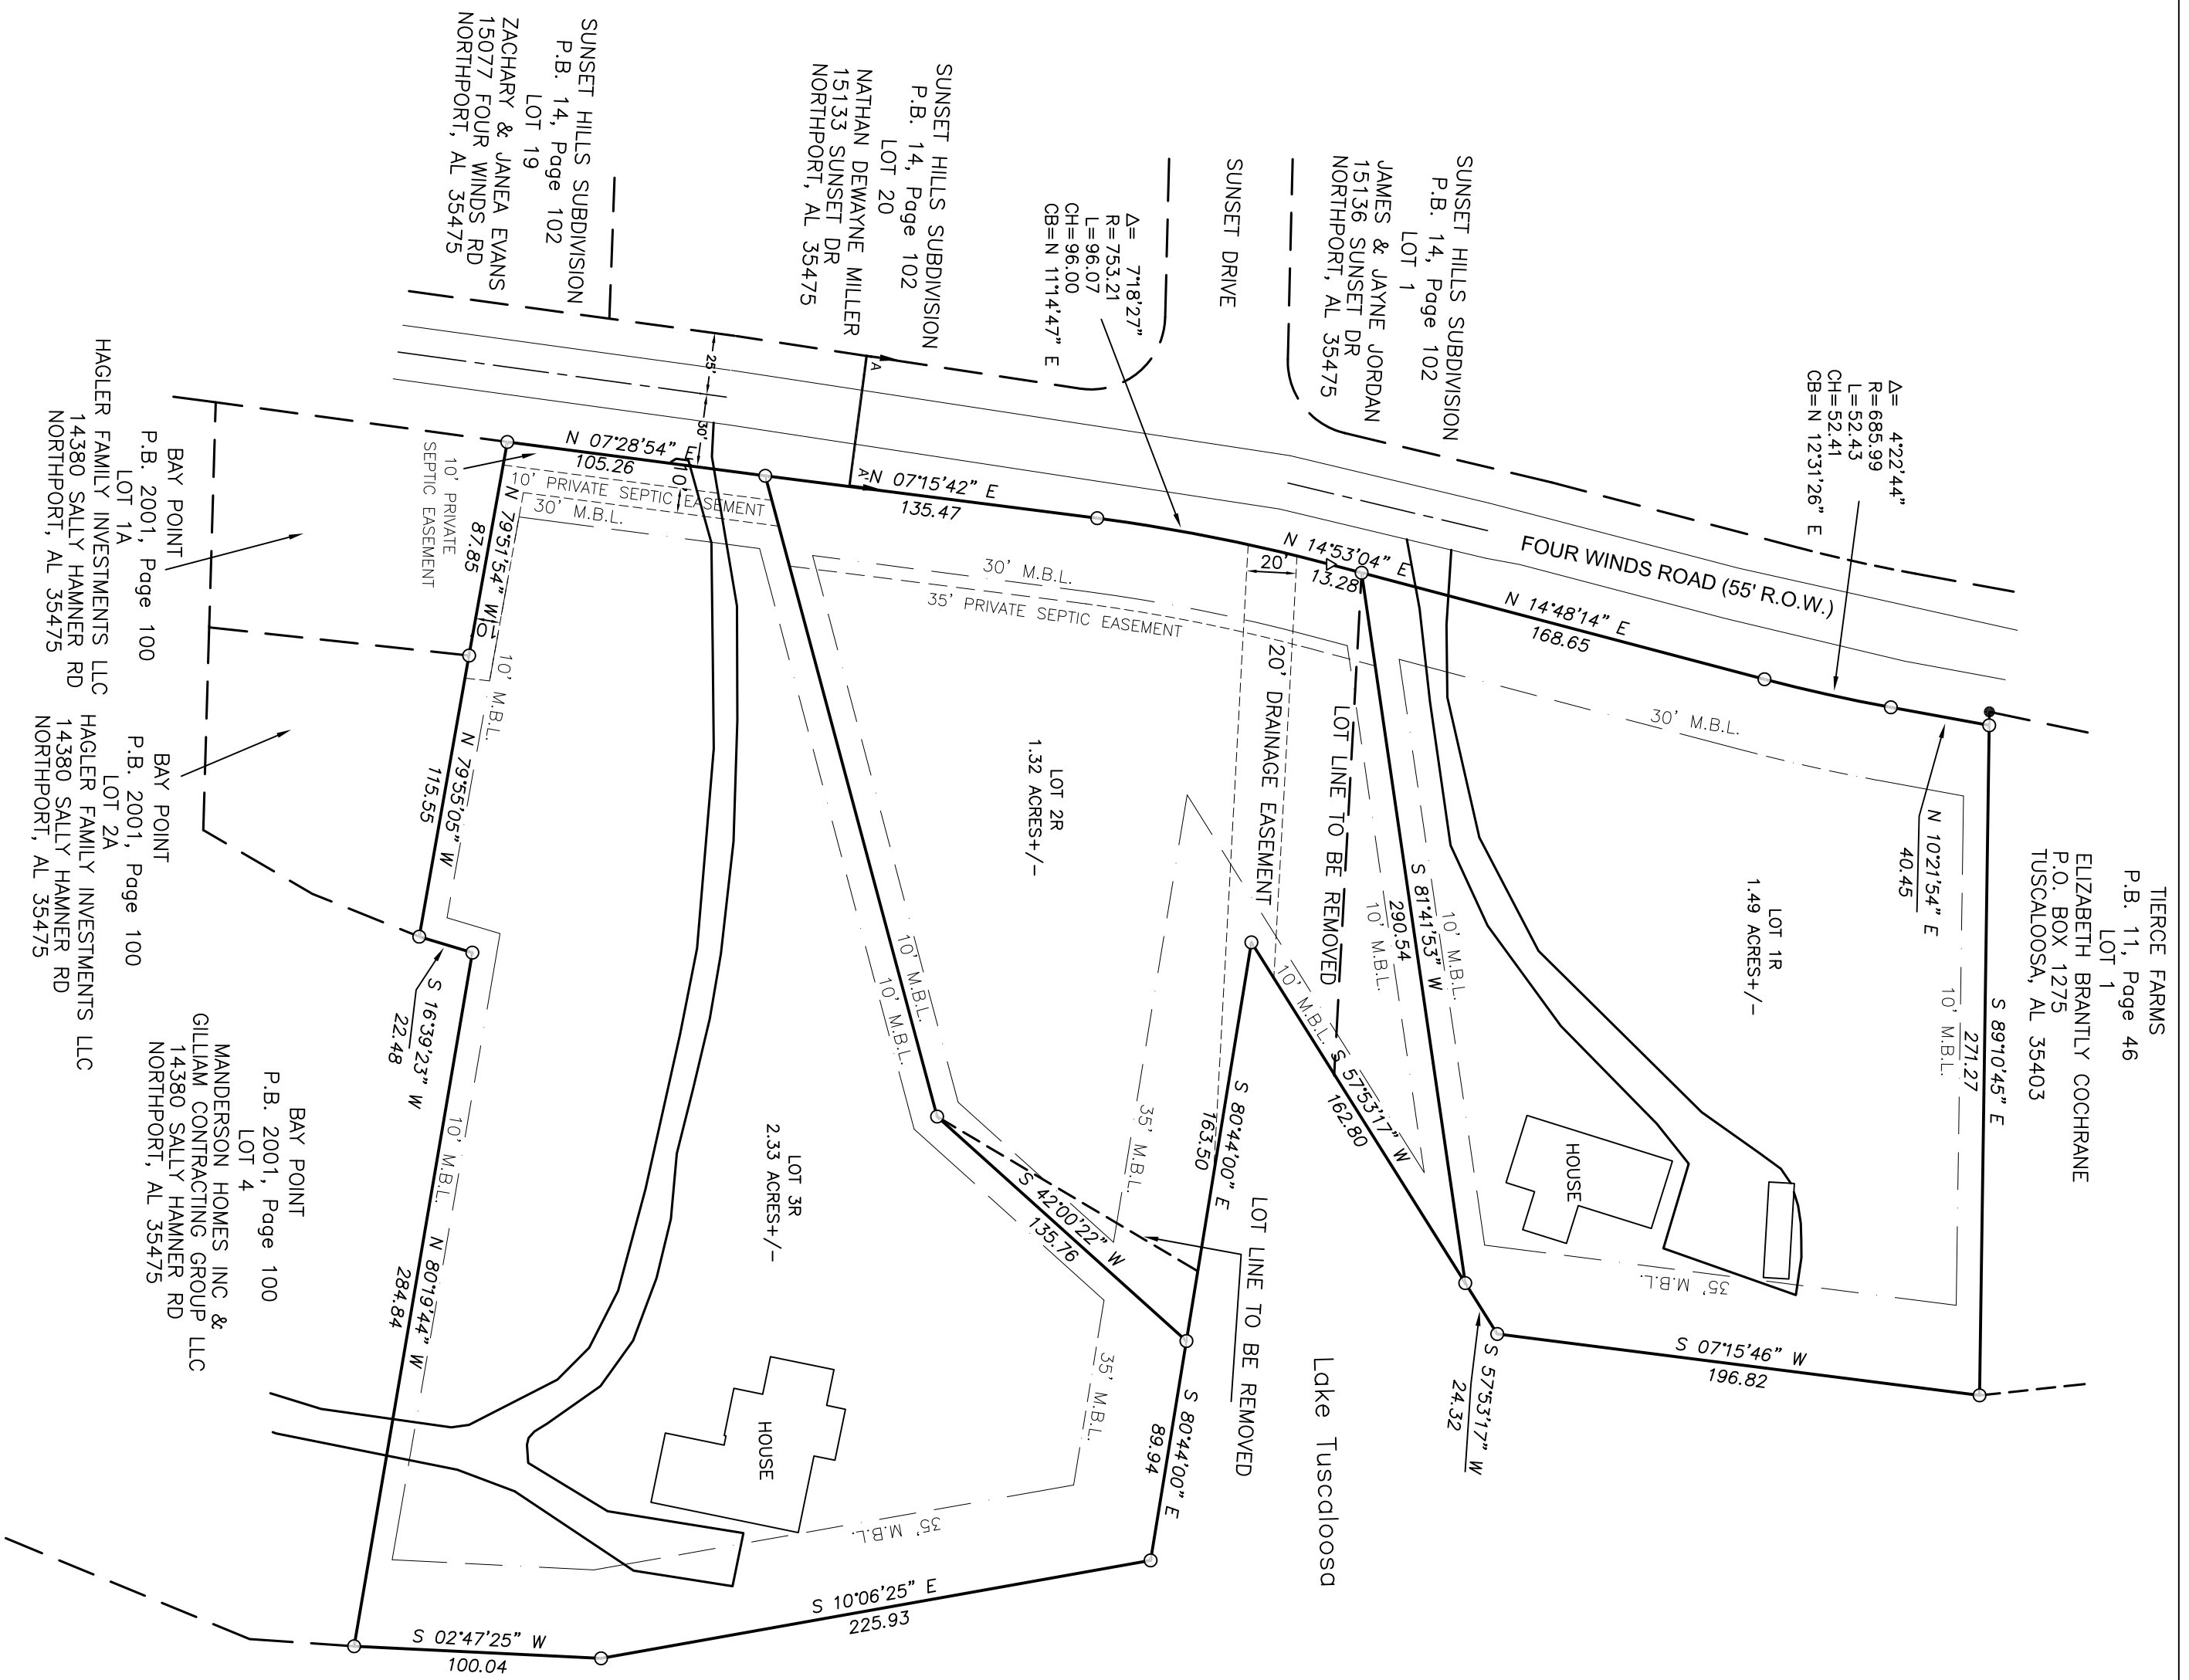 TIERCE FARMS
P.B. 11, Page 46
LOT 1
ELIZABETH BRANTLY COCHRANE
P.O. BOX 1275
TUSCALOOSA, AL 35403
S 89°10'45" E
271.27
10' M.B.L.
N 10°21'54" E
40.45
Δ= 4°22'44"
R=685.99
L=52.43
CH=52.41
CB=N 12°31'26" E
FOUR WINDS ROAD (55' R.O.W.)
N 14°48'14" E
168.65
30' M.B.L.
LOT 1R
1.49 ACRES+/-
HOUSE
35' M.B.L.
S 07°15'46" W
196.82
S 57°53'17" W
24.32
10' M.B.L.
S 81°41'53" W
290.54
10' M.B.L.
SUNSET HILLS SUBDIVISION
P.B. 14, Page 102
LOT 1
JAMES & JAYNE JORDAN
15136 SUNSET DR
NORTHPORT, AL 35475
SUNSET DRIVE
Δ= 7°18'27"
R=753.21
L=96.07
CH=96.00
CB=N 11°14'47" E
N 14°53'04" E
13.28
20'
LOT LINE TO BE REMOVED
20' DRAINAGE EASEMENT
10' M.B.L.
S 57°53'17" W
162.80
S 80°44'00" E
163.50
Lake Tuscaloosa
LOT LINE TO BE REMOVED
SUNSET HILLS SUBDIVISION
P.B. 14, Page 102
LOT 20
NATHAN DEWAYNE MILLER
15133 SUNSET DR
NORTHPORT, AL 35475
A
A
N 07°15'42" E
135.47
30' M.B.L.
35' PRIVATE SEPTIC EASEMENT
LOT 2R
1.32 ACRES+/-
35' M.B.L.
10' M.B.L.
10' M.B.L.
S 42°00'22" W
135.76
35' M.B.L.
S 80°44'00" E
89.94
SUNSET HILLS SUBDIVISION
P.B. 14, Page 102
LOT 19
ZACHARY & JANEA EVANS
15077 FOUR WINDS RD
NORTHPORT, AL 35475
25'
30'
10'
N 07°28'54" E
105.26
10' PRIVATE SEPTIC EASEMENT
30' M.B.L.
10' PRIVATE
SEPTIC EASEMENT
N 79°51'54" W
87.85
10'
10' M.B.L.
N 79°55'05" W
115.55
S 16°39'23" W
22.48
LOT 3R
2.33 ACRES+/-
HOUSE
35' M.B.L.
S 10°06'25" E
225.93
S 02°47'25" W
100.04
10' M.B.L.
N 80°19'44" W
284.84
BAY POINT
P.B. 2001, Page 100
LOT 1A
HAGLER FAMILY INVESTMENTS LLC
14380 SALLY HAMNER RD
NORTHPORT, AL 35475
BAY POINT
P.B. 2001, Page 100
LOT 2A
HAGLER FAMILY INVESTMENTS LLC
14380 SALLY HAMNER RD
NORTHPORT, AL 35475
BAY POINT
P.B. 2001, Page 100
LOT 4
MANDERSON HOMES INC &
GILLIAM CONTRACTING GROUP LLC
14380 SALLY HAMNER RD
NORTHPORT, AL 35475